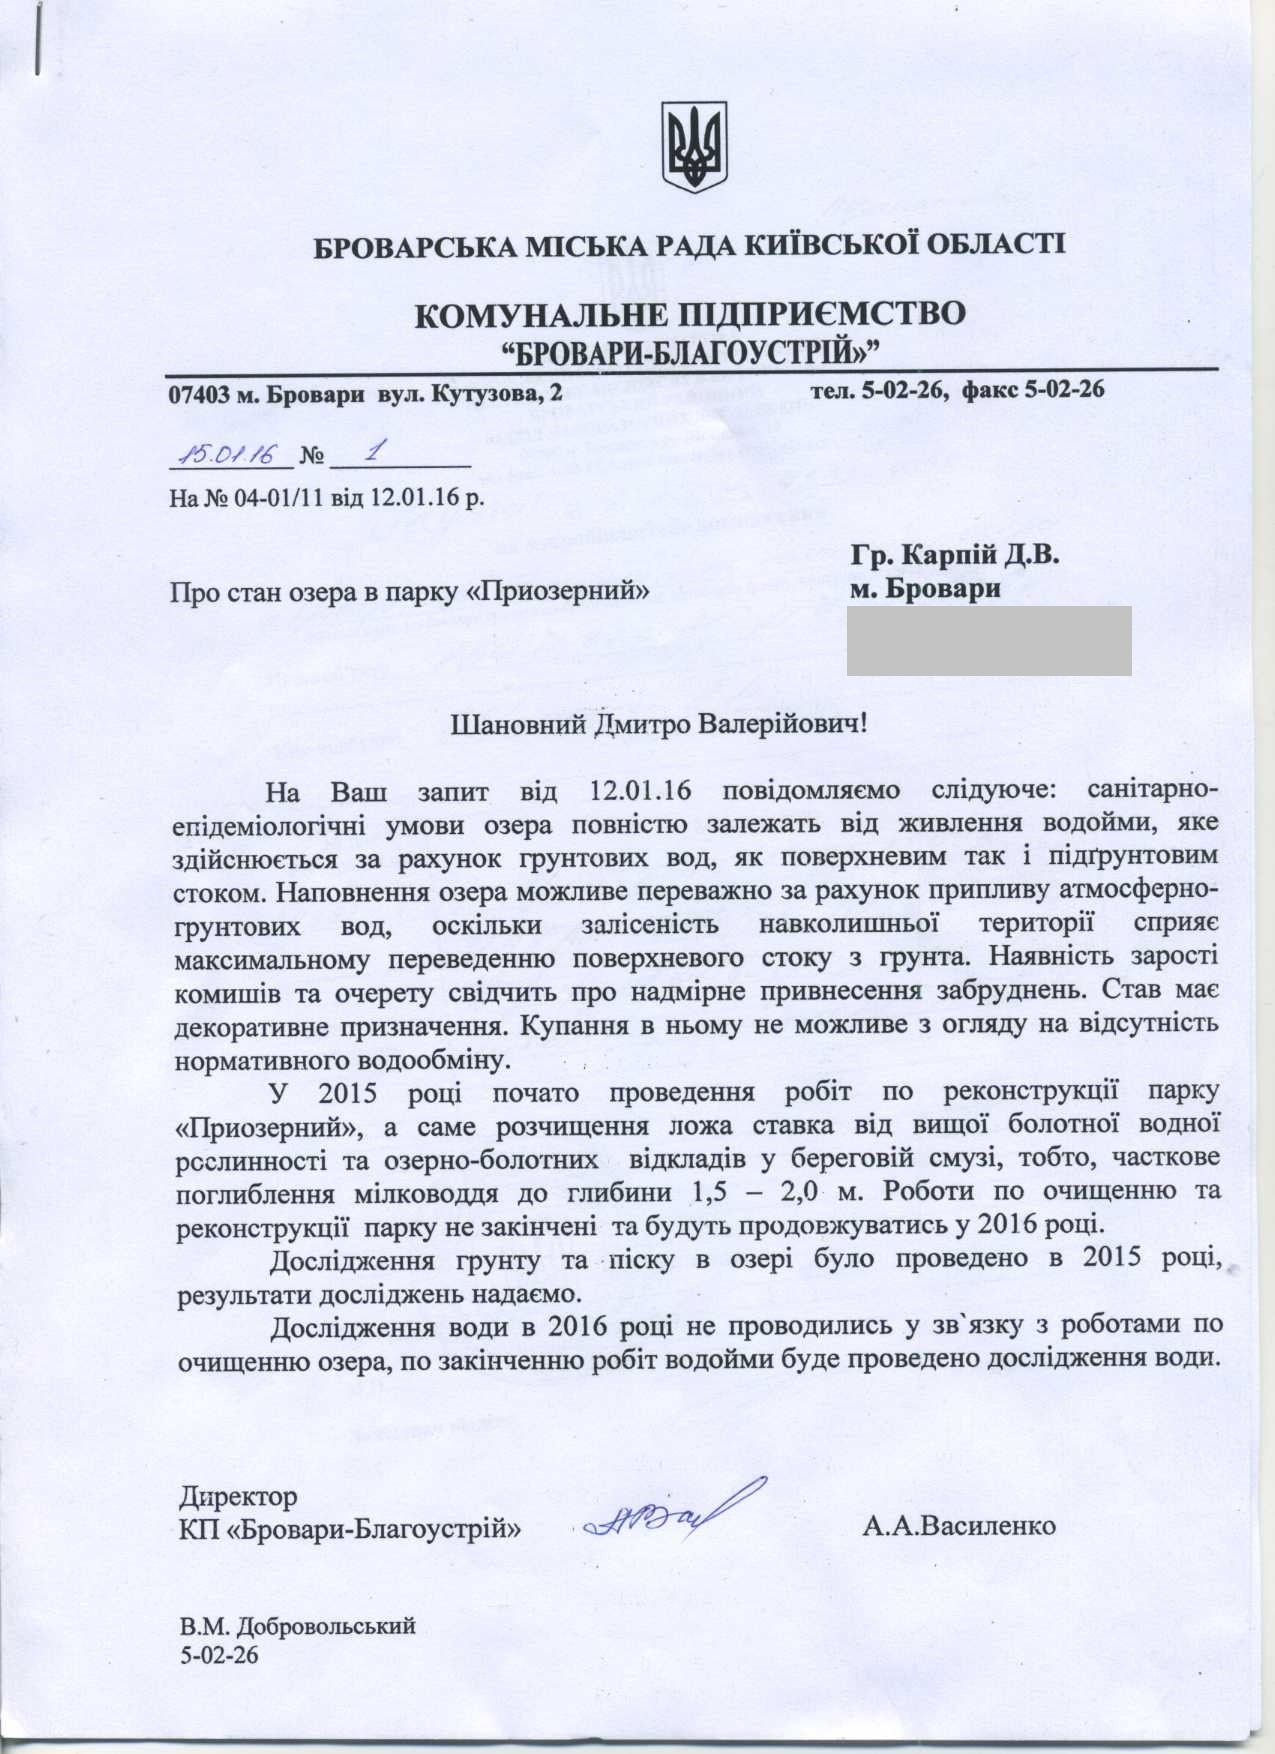 БРОВАРСЬКА МІСЬКА РАДА КИЇВСЬКОЇ ОБЛАСТІ
КОМУНАЛЬНЕ ПІДПРИЄМСТВО
“БРОВАРИ-БЛАГОУСТРІЙ»”
07403 м. Бровари вул. Кутузова, 2 тел. 5-02-26, факс 5-02-26
15.01.16 № 1
На № 04-01/11 від 12.01.16 р.
Гр. Карпій Д.В.
Про стан озера в парку «Приозерний» м. Бровари
Шановний Дмитро Валерійович!
На Ваш запит від 12.01.16 повідомляємо слідуюче: санітарно-
епідеміологічні умови озера повністю залежать від живлення водойми, яке
здійснюється за рахунок грунтових вод, як поверхневим так і підґрунтовим
стоком. Наповнення озера можливе переважно за рахунок припливу атмосферно-
грунтових вод, оскільки залісеність навколишньої території сприяє
максимальному переведенню поверхневого стоку з грунта. Наявність зарості
комишів та очерету свідчить про надмірне привнесення забруднень. Став має
декоративне призначення. Купання в ньому не можливе з огляду на відсутність
нормативного водообміну.
У 2015 році почато проведення робіт по реконструкції парку
«Приозерний», а саме розчищення ложа ставка від вищої болотної водної
рослинності та озерно-болотних відкладів у береговій смузі, тобто, часткове
поглиблення мілководдя до глибини 1,5 – 2,0 м. Роботи по очищенню та
реконструкції парку не закінчені та будуть продовжуватись у 2016 році.
Дослідження грунту та піску в озері було проведено в 2015 році,
результати досліджень надаємо.
Дослідження води в 2016 році не проводились у зв`язку з роботами по
очищенню озера, по закінченню робіт водойми буде проведено дослідження води.
Директор
КП «Бровари-Благоустрій» А.А.Василенко
В.М. Добровольський
5-02-26